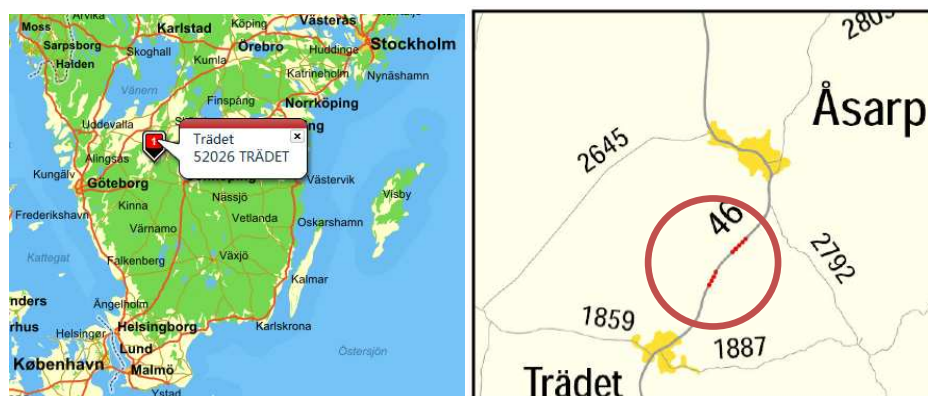 Moss
Arvika
Karlstad
Köping
Västerås
Sarpsborg
Skoghall
Örebro
Huddinge
Stockholm
Halden
Kumla
Katrineholm
Nynäshamn
Vänern
Finspång
Norrköping
Uddevalla
Trädet
52026 TRÄDET
Alingsås
Kungälv
Göteborg
Västervik
Kinna
Nässjö
Visby
Frederikshavn
Vetlanda
Oskarshamn
Värnamo
Kattegat
Falkenberg
Växjö
Kalmar
Ängelholm
Helsingør
Helsingborg
Karlskrona
Lund
København
Malmö
Östersjön
Ystad
2645
Åsarp
46
2792
1859
1887
Trädet